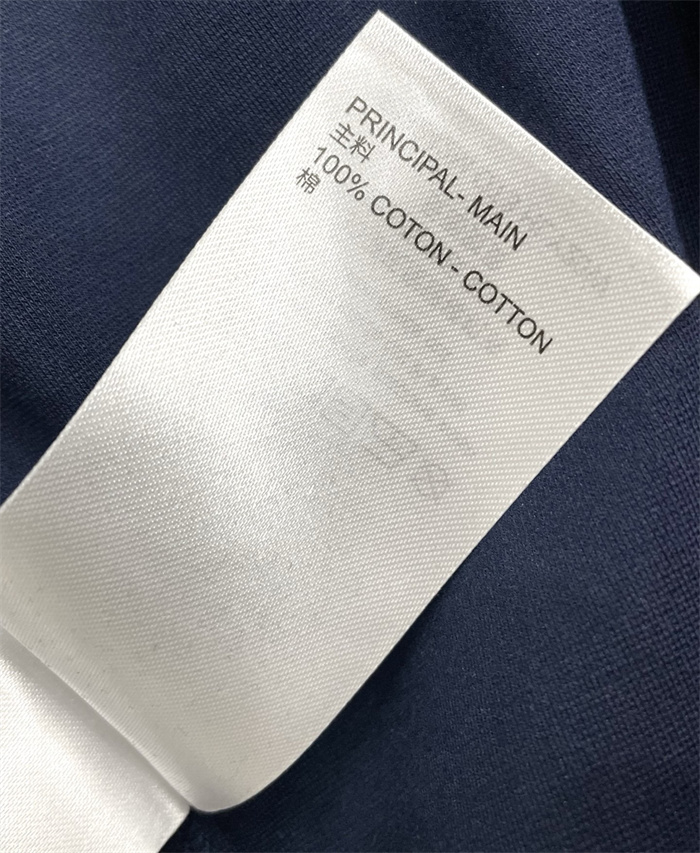 PRINCIPAL- MAIN
主料
100% COTON - COTTON
棉